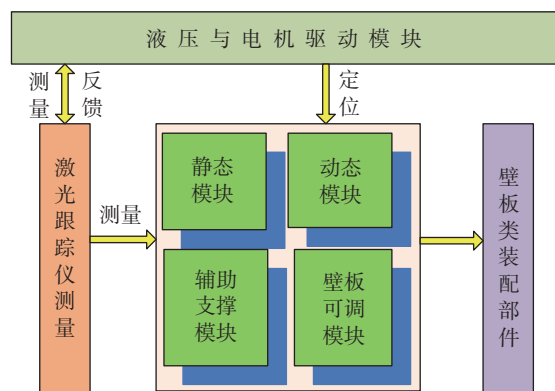 液压与电机驱动模块
测量
反馈
定位
激光跟踪仪测量
测量
静态
模块
动态
模块
辅助
支撑
模块
壁板
可调
模块
壁板类装配部件